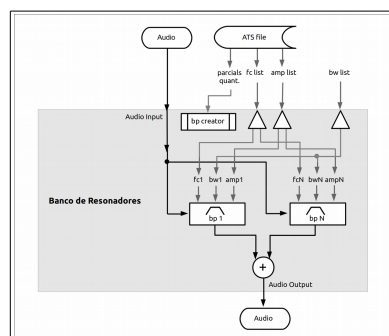 Audio
ATS file
parcials quant.
fc list
amp list
bw list
Audio Input
bp creator
fc1
bw1
amp1
fcN
bwN
ampN
Banco de Resonadores
bp 1
bp N
+
Audio Output
Audio